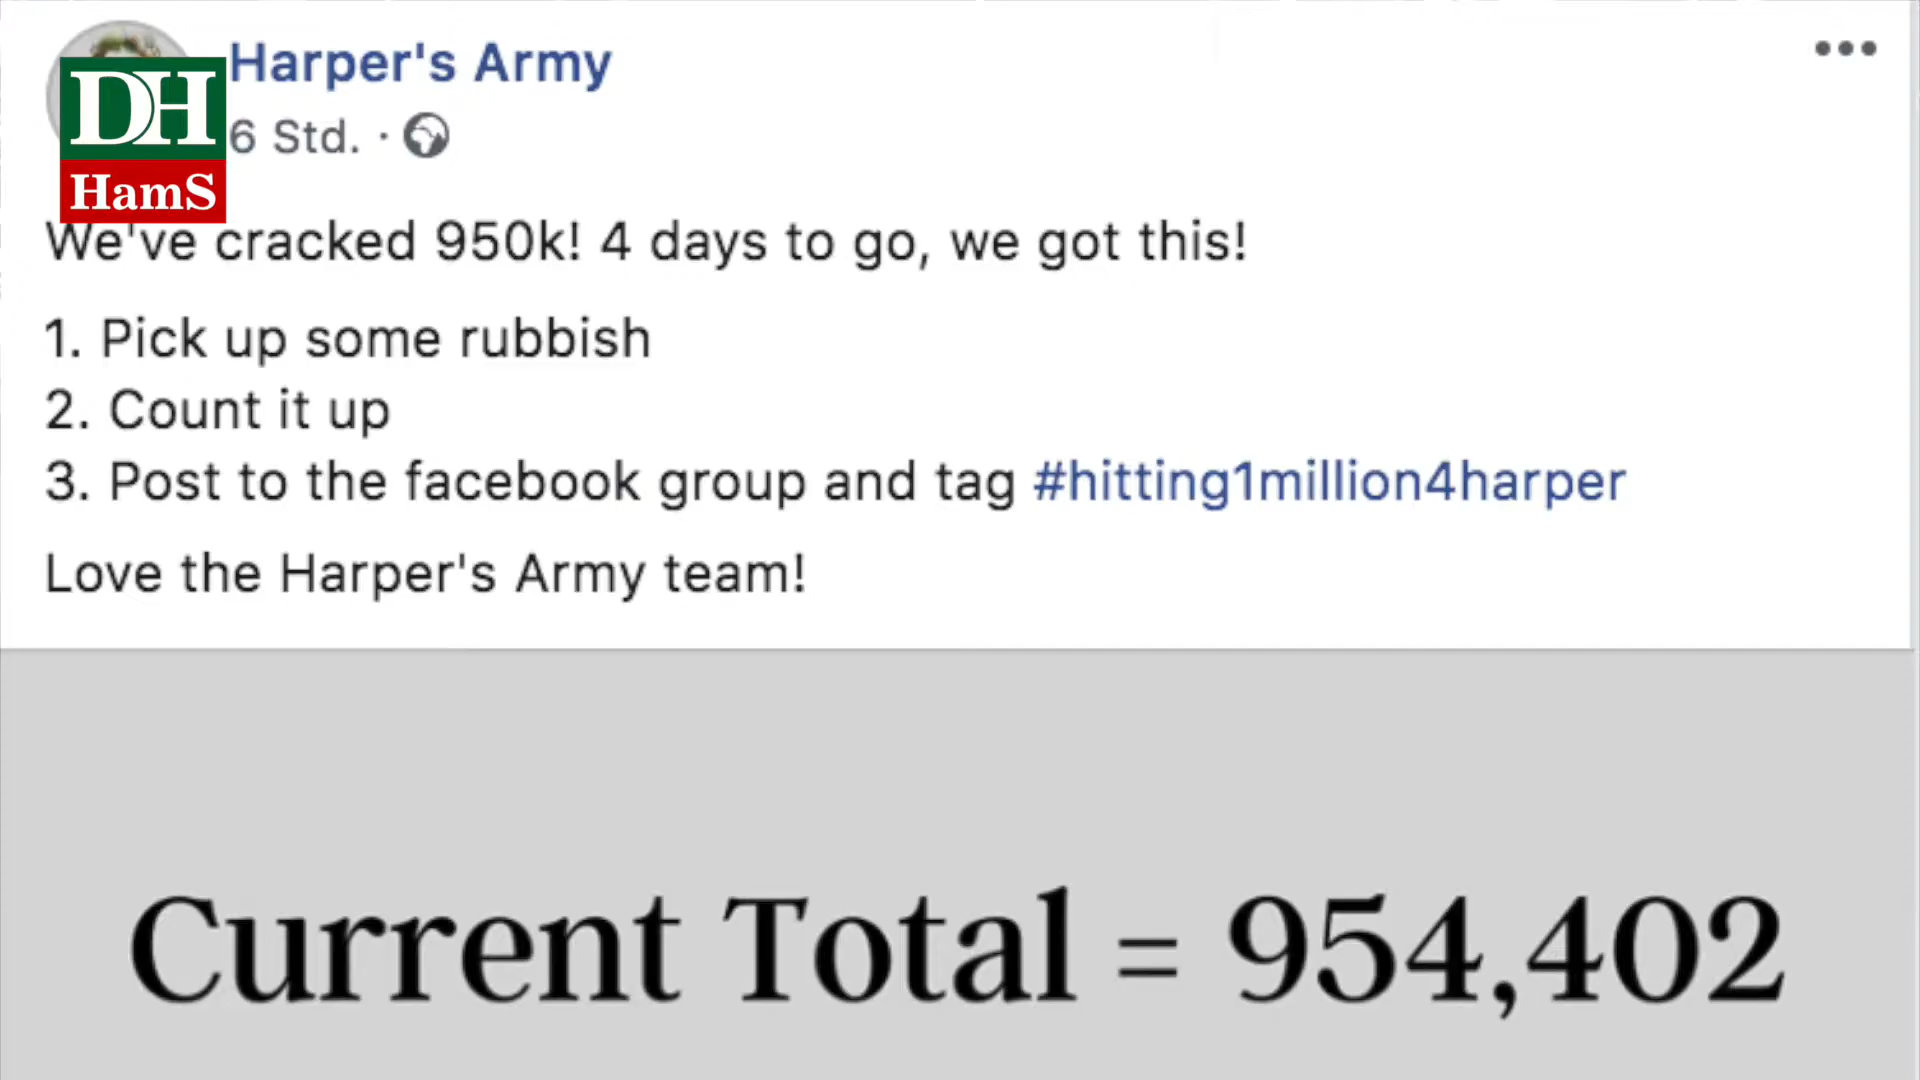 Harper's Army
DH
6 Std. ·
HamS
We've cracked 950k! 4 days to go, we got this!
1. Pick up some rubbish
2. Count it up
3. Post to the facebook group and tag #hitting1million4harper
Love the Harper's Army team!
Current Total = 954,402